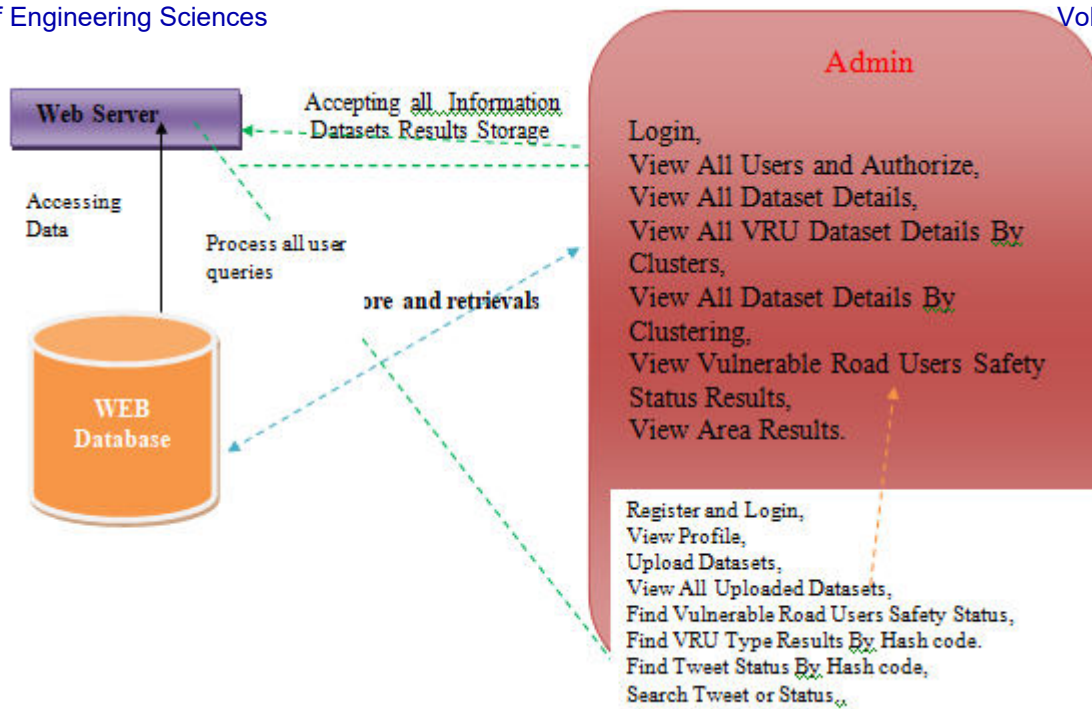 Engineering Sciences
Admin
Web Server
Accepting all Information
Datasets Results Storage
Login,
View All Users and Authorize,
View All Dataset Details,
View All VRU Dataset Details By
Clusters,
View All Dataset Details By
Clustering,
View Vulnerable Road Users Safety
Status Results,
View Area Results.
Accessing
Data
Process all user
queries
ore and retrievals
WEB
Database
Register and Login,
View Profile,
Upload Datasets,
View All Uploaded Datasets,
Find Vulnerable Road Users Safety Status,
Find VRU Type Results By Hash code.
Find Tweet Status By Hash code,
Search Tweet or Status,,